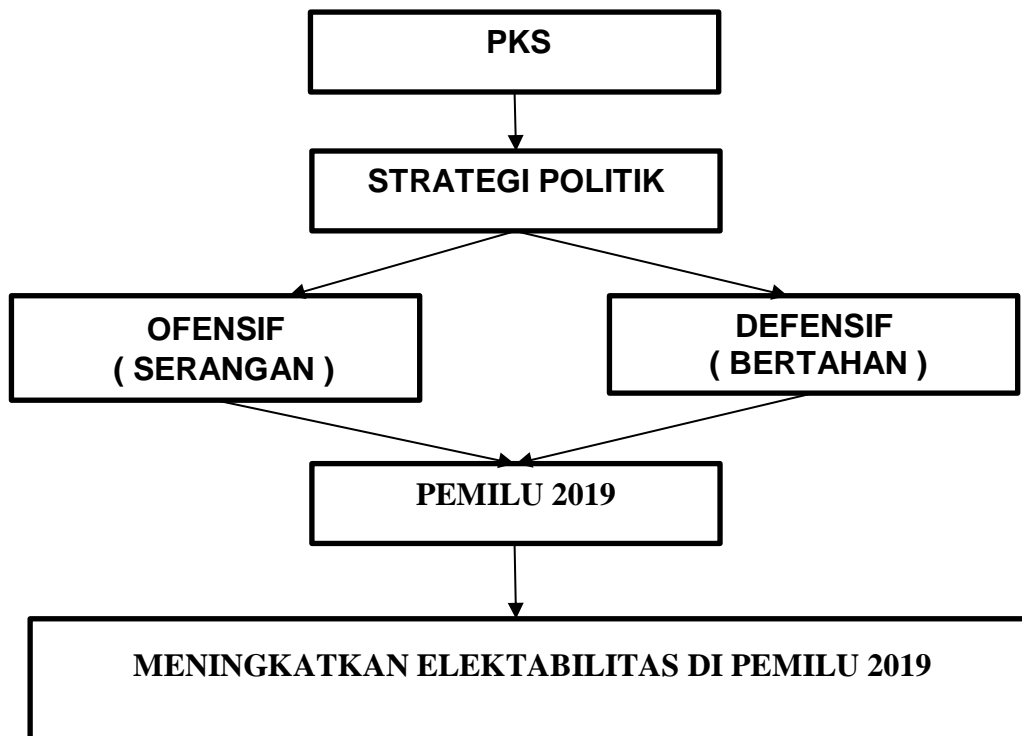 PKS
STRATEGI POLITIK
OFENSIF
( SERANGAN )
DEFENSIF
( BERTAHAN )
PEMILU 2019
MENINGKATKAN ELEKTABILITAS DI PEMILU 2019